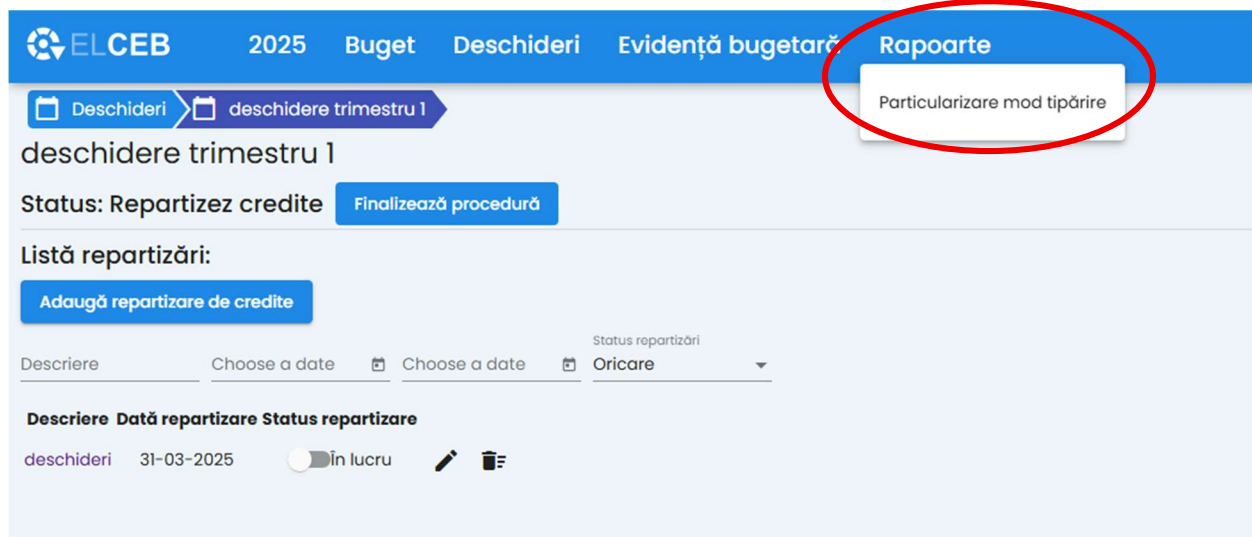 ELCEB 2025 Buget Deschideri Evidență bugetară Rapoarte
Particularizare mod tipărire
Deschideri deschidere trimestru 1
deschidere trimestru 1
Status: Repartizez credite Finalizează procedură
Listă repartizări:
Adaugă repartizare de credite
Status repartizări
Descriere Choose a date Choose a date Oricare
Descriere Dată repartizare Status repartizare
deschideri 31-03-2025 În lucru